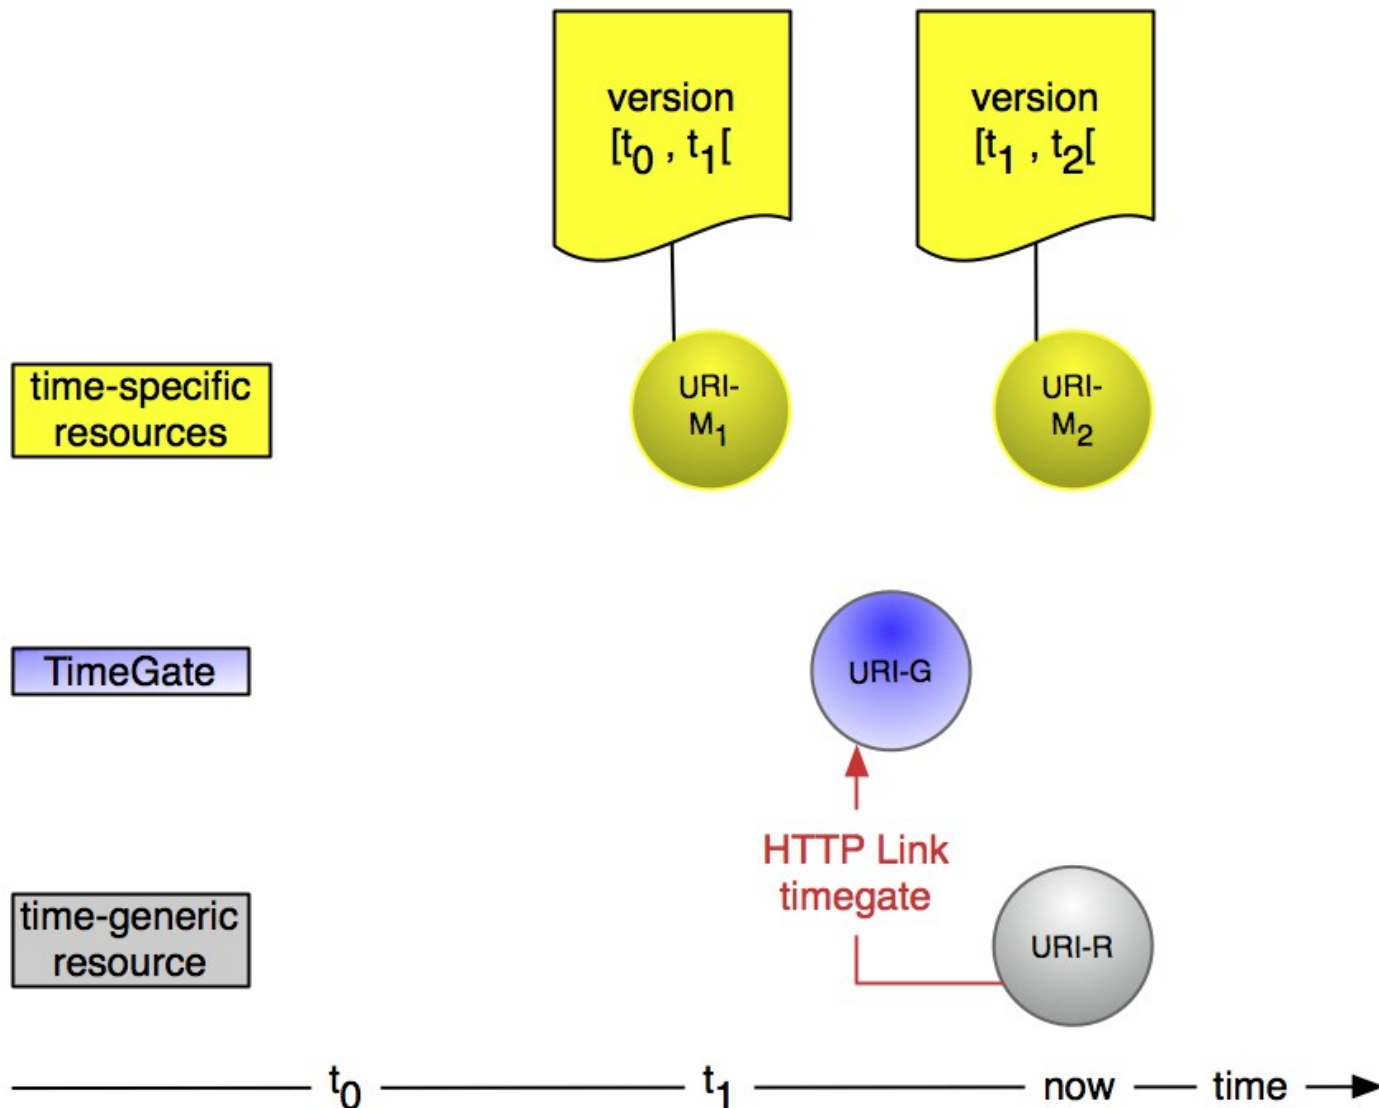 version
[t0 , t1[
version
[t1 , t2[
time-specific
resources
URI-
M1
URI-
M2
TimeGate
URI-G
HTTP Link
timegate
time-generic
resource
URI-R
t0 t1 now time